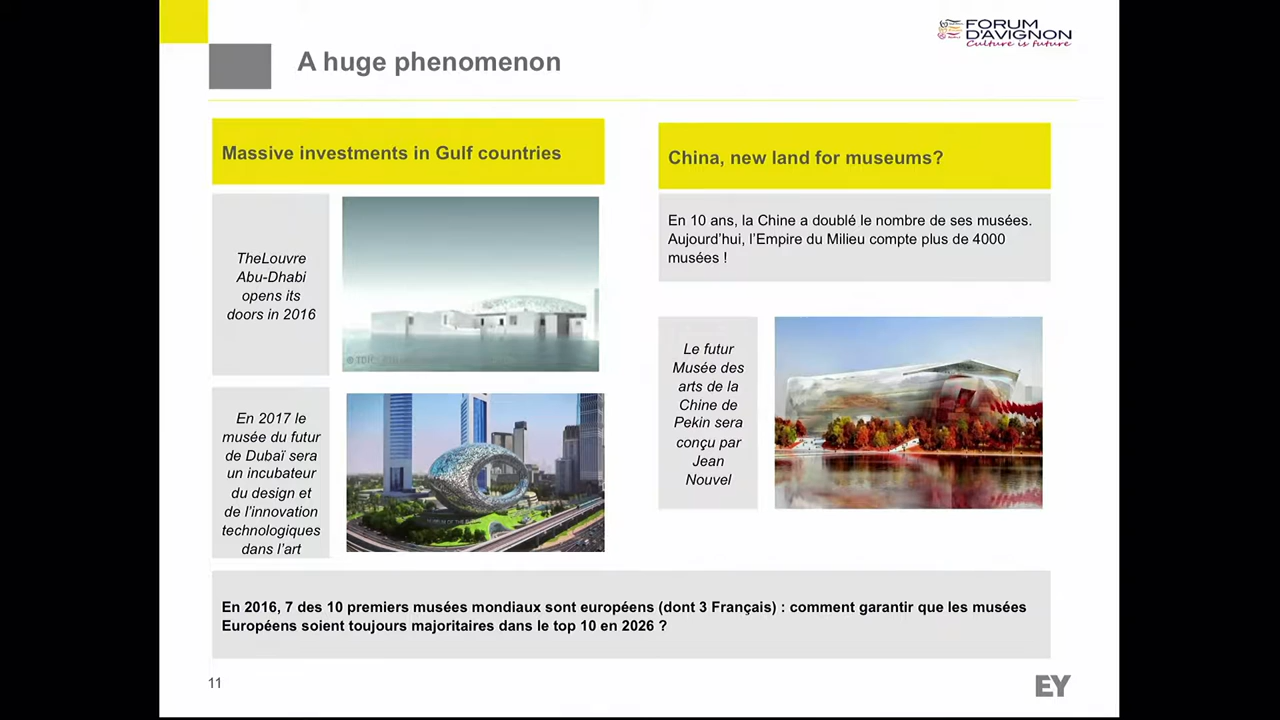 FORUM
D'AVIGNON
Culture is future
A huge phenomenon
Massive investments in Gulf countries
TheLouvre
Abu-Dhabi
opens its
doors in 2016
En 2017 le
musée du futur
de Dubaï sera
un incubateur
du design et
de l'innovation
technologiques
dans l'art
China, new land for museums?
En 10 ans, la Chine a doublé le nombre de ses musées.
Aujourd'hui, l'Empire du Milieu compte plus de 4000
musées !
Le futur
Musée des
arts de la
Chine de
Pekin sera
conçu par
Jean
Nouvel
En 2016, 7 des 10 premiers musées mondiaux sont européens (dont 3 Français) : comment garantir que les musées
Européens soient toujours majoritaires dans le top 10 en 2026 ?
11
EY